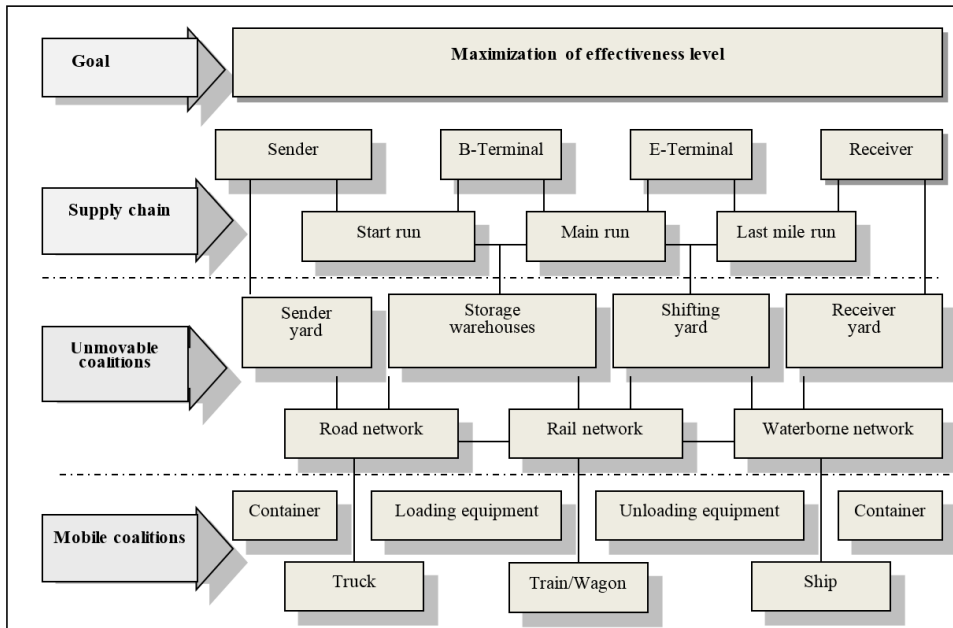 Goal
Maximization of effectiveness level
Sender
B-Terminal
E-Terminal
Receiver
Supply chain
Start run
Main run
Last mile run
Unmovable
coalitions
Sender
yard
Storage
warehouses
Shifting
yard
Receiver
yard
Road network
Rail network
Waterborne network
Mobile coalitions
Container
Loading equipment
Unloading equipment
Container
Truck
Train/Wagon
Ship